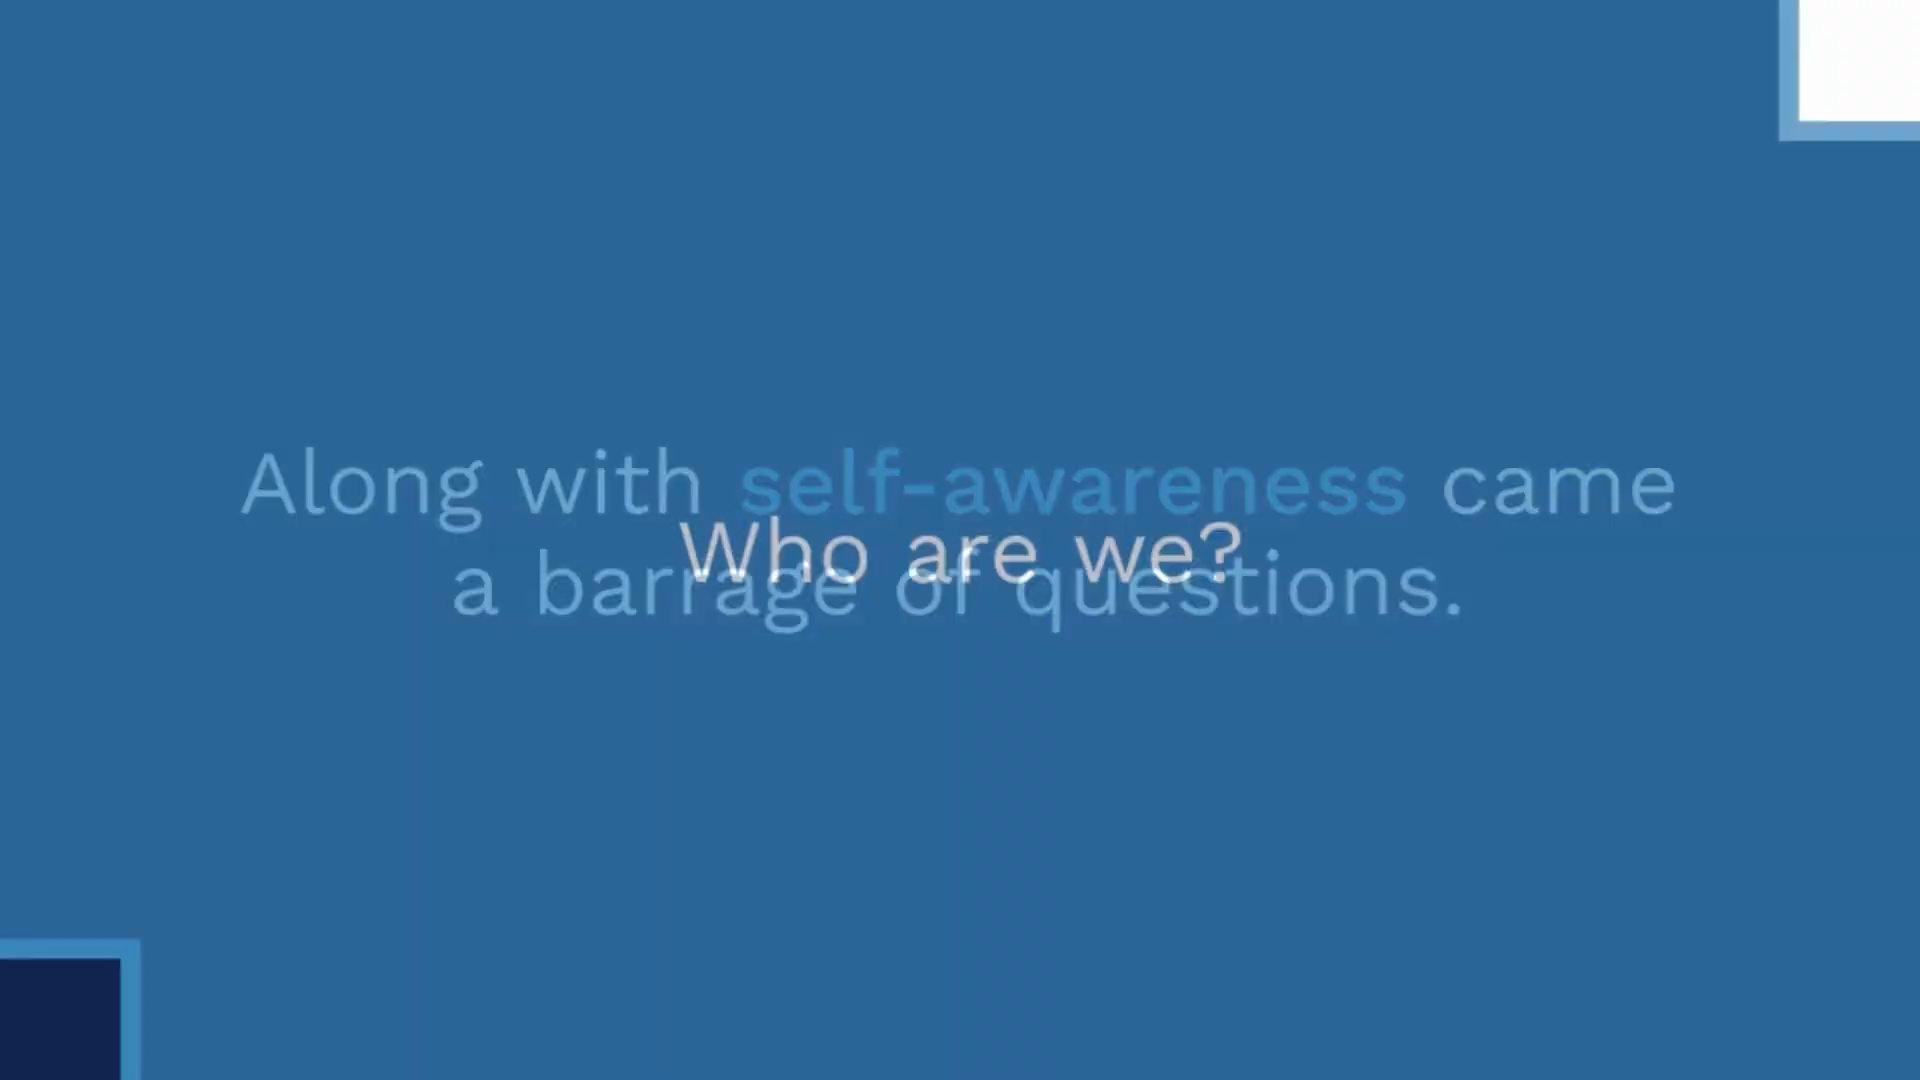 Along with self-awareness came
Who are we?
a barrage of questions.